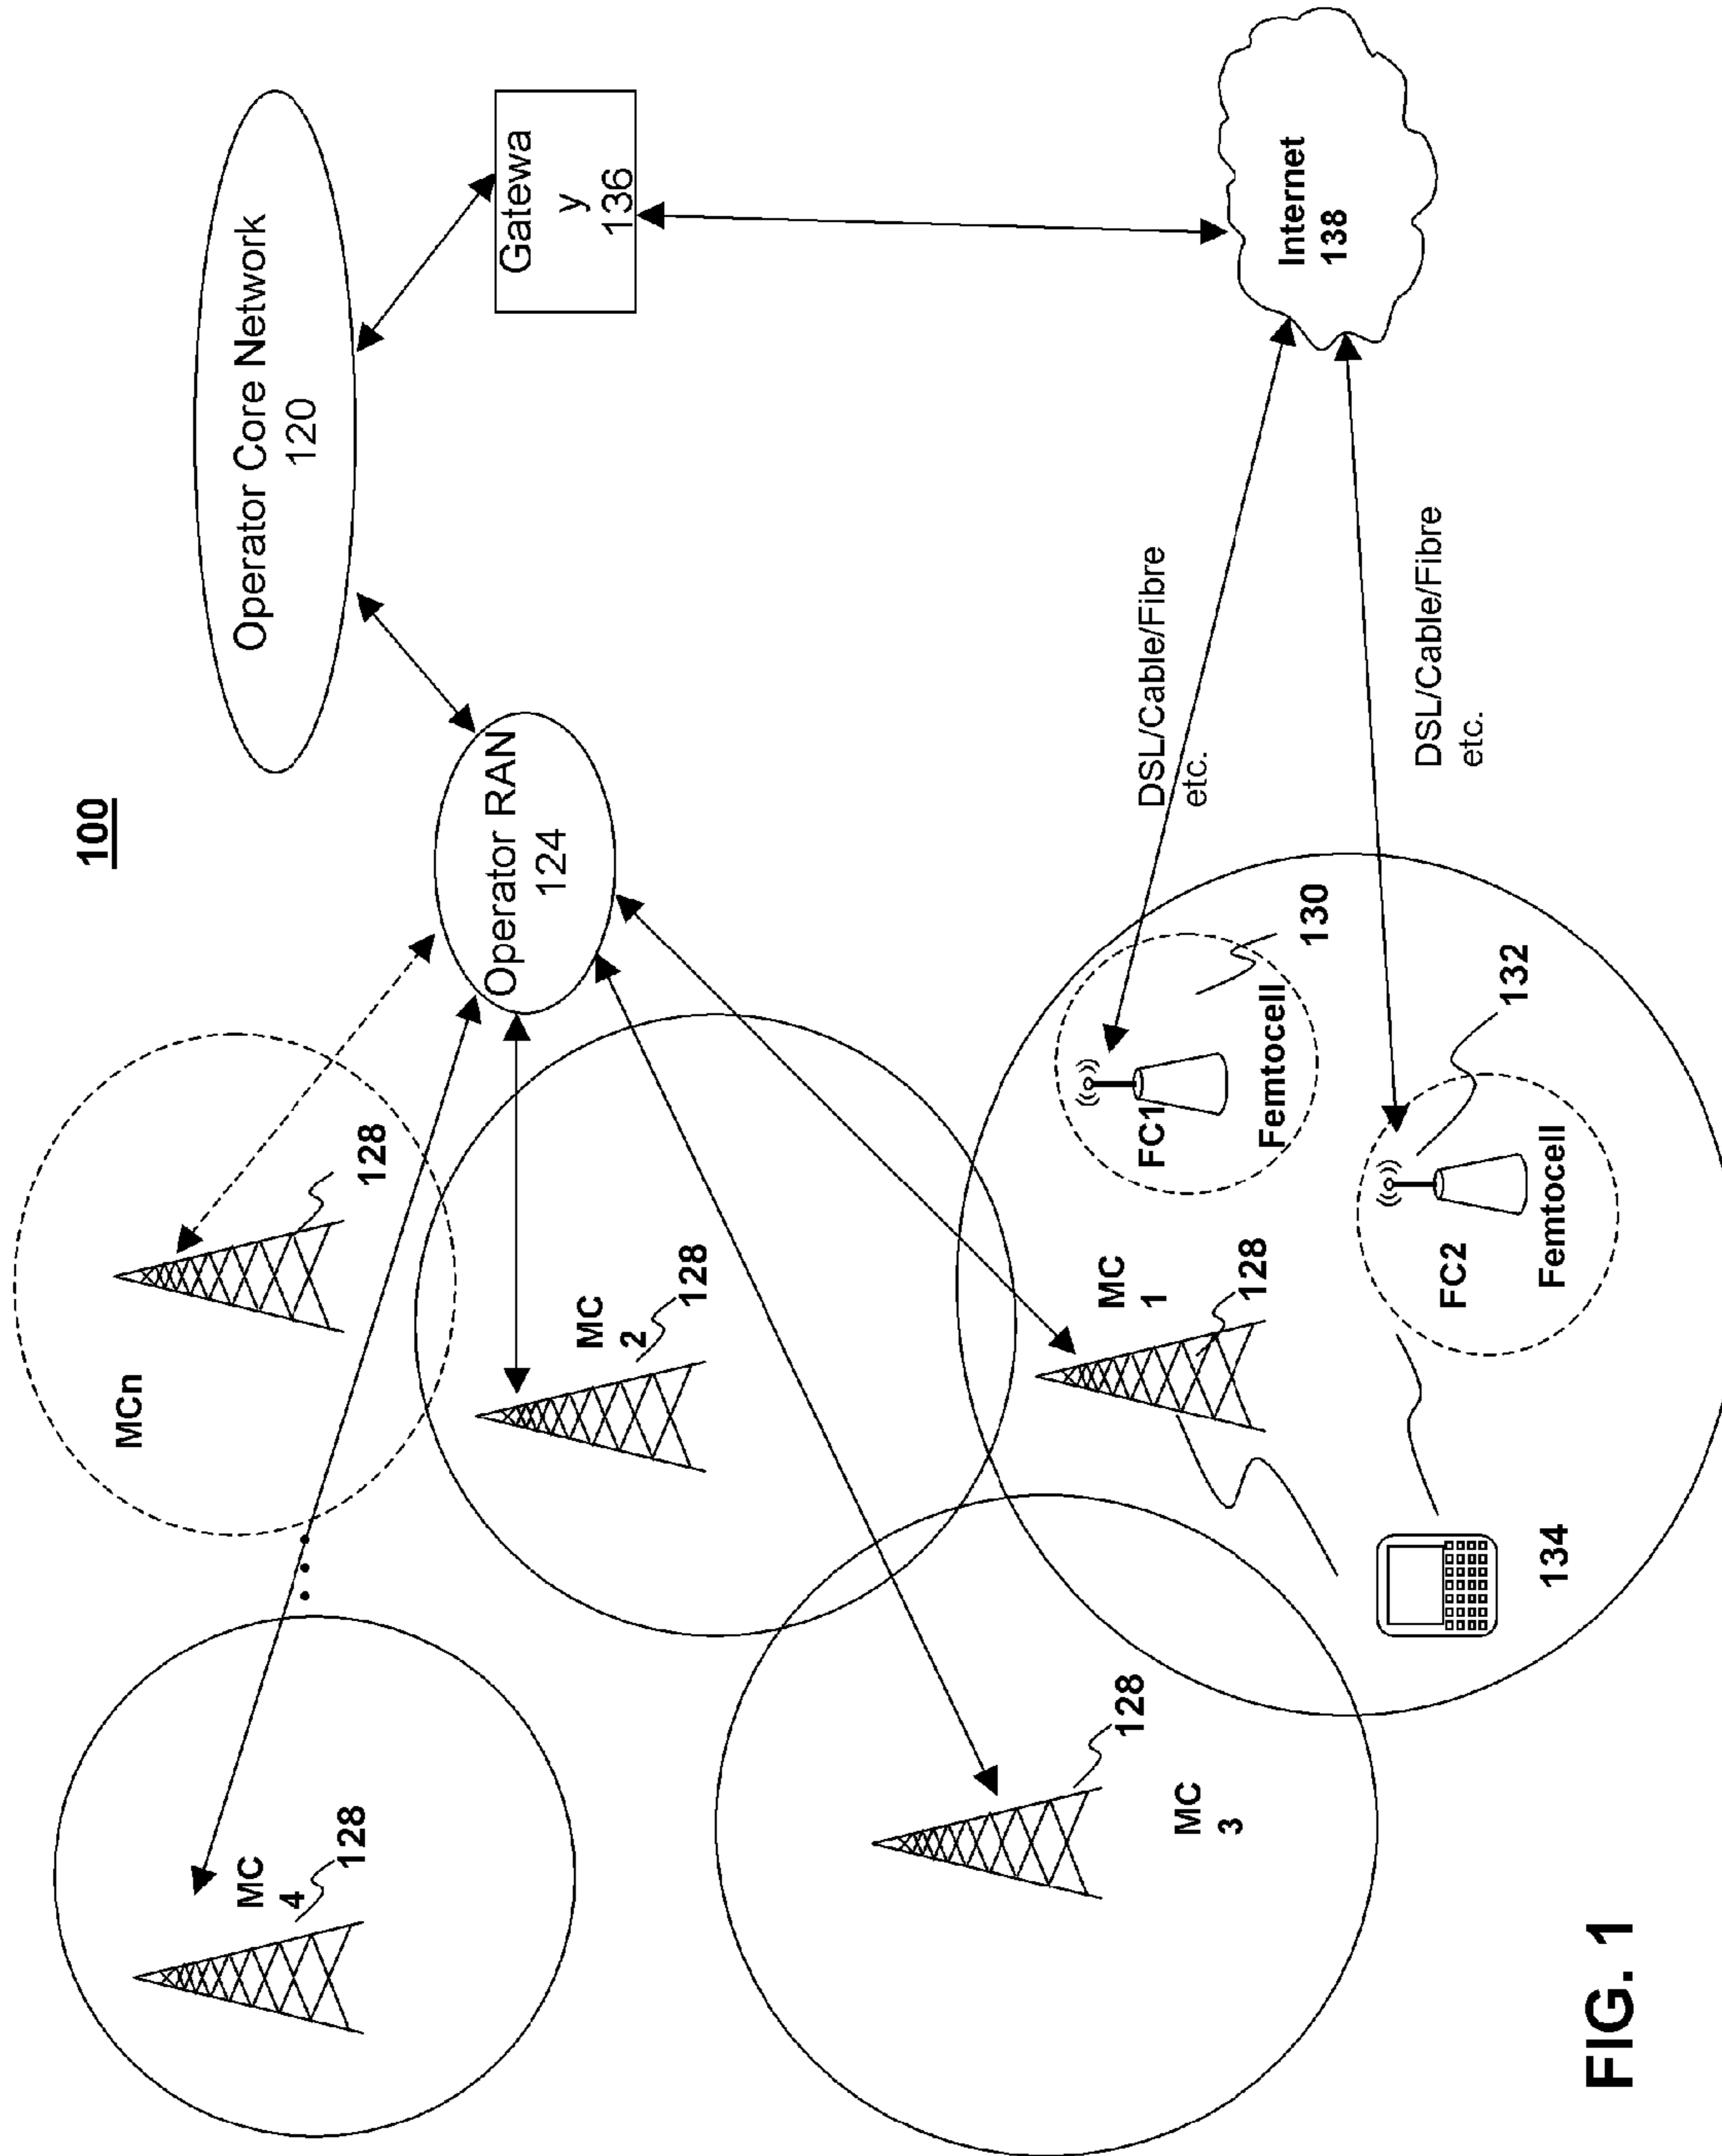 100
Operator Core Network
120
Operator RAN
124
Gatewa
y
136
Internet
138
MCn
128
MC
4
128
MC
2
128
MC
3
128
MC
1
128
FC1
Femtocell
130
FC2
Femtocell
132
134
DSL/Cable/Fibre
etc.
DSL/Cable/Fibre
etc.
FIG. 1